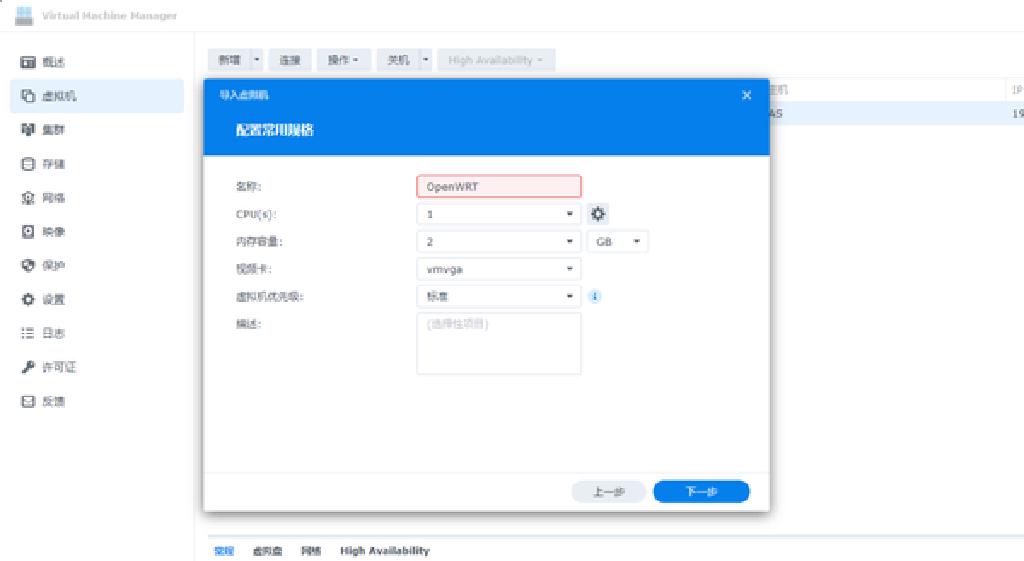 Virtual Machine Manager
概述
虚拟机
集群
存储
网络
映像
保护
设置
日志
许可证
反馈
新增 连接 操作 关机 High Availability
主机 IP
AS 19
导入虚拟机
配置常用规格
名称: OpenWRT
CPU(s): 1
内存容量: 2 GB
视频卡: vmvga
虚拟机优先级: 标准
描述: (选择性项目)
上一步 下一步
常规 虚拟盘 网络 High Availability